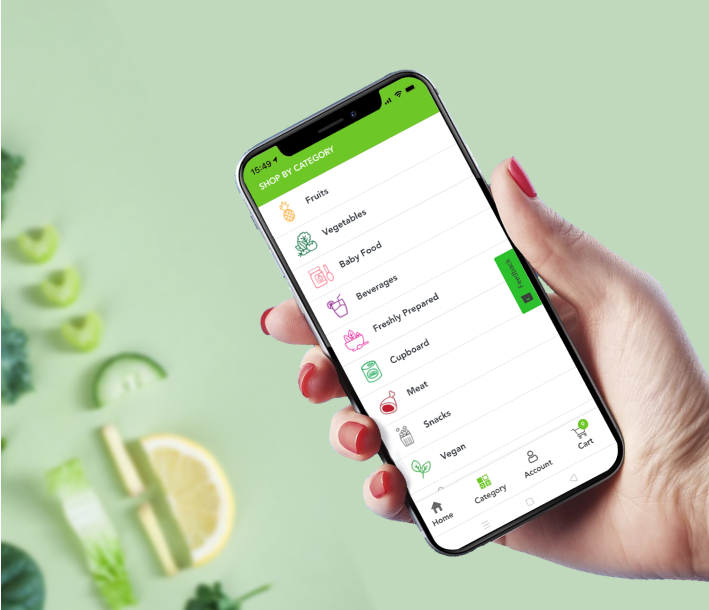 15:49
SHOP BY CATEGORY
Fruits
Vegetables
Baby Food
Beverages
Freshly Prepared
Cupboard
Meat
Snacks
Vegan
Feedback
Home
Category
Account
0
Cart